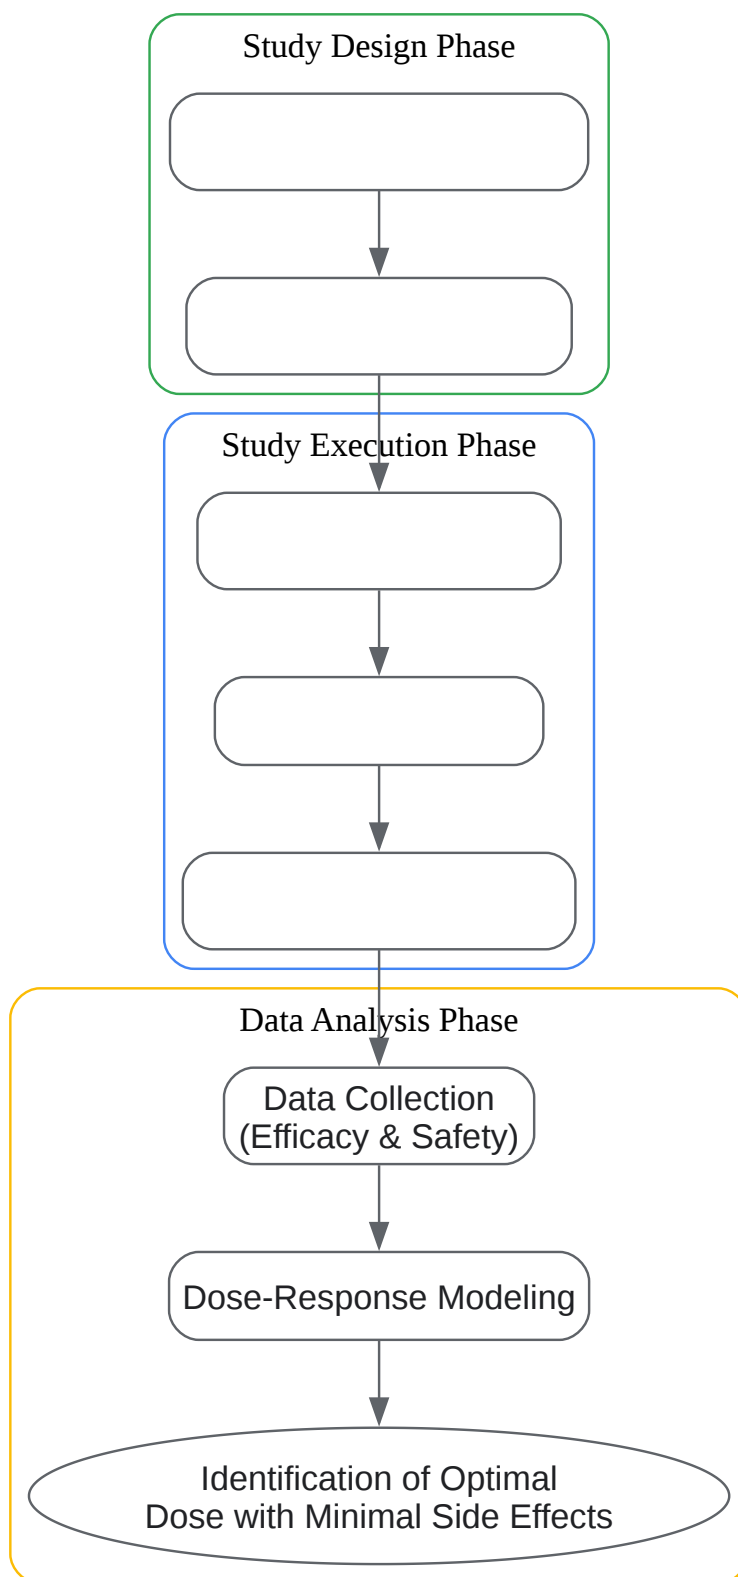 Study Design Phase
Study Execution Phase
Data Analysis Phase
Data Collection
(Efficacy & Safety)
Dose-Response Modeling
Identification of Optimal
Dose with Minimal Side Effects